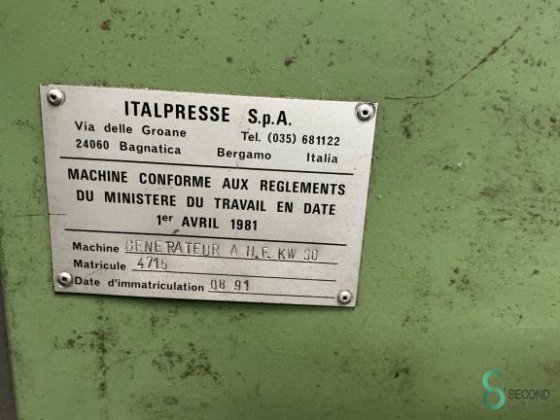 ITALPRESSE S.p.A.
Via delle Groane Tel. (035) 681122
24060 Bagnatica Bergamo Italia
MACHINE CONFORME AUX REGLEMENTS
DU MINISTERE DU TRAVAIL EN DATE
1er AVRIL 1981
Machine GENERATEUR A H.F. KW 30
Matricule 4715
Date d'immatriculation 08 91
SECOND